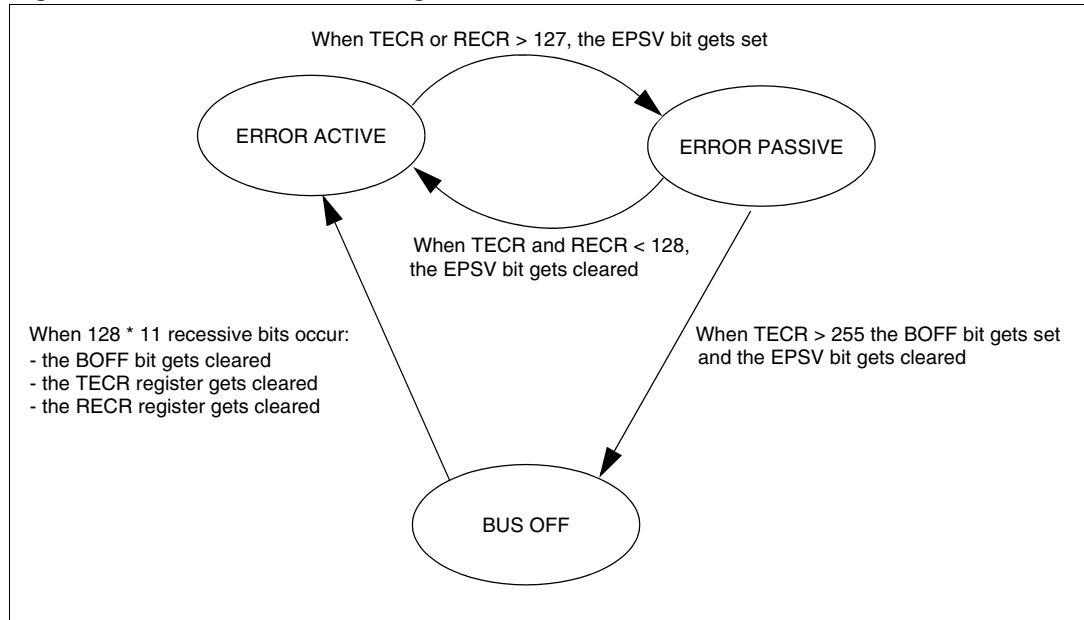 When TECR or RECR > 127, the EPSV bit gets set
ERROR ACTIVE
ERROR PASSIVE
When TECR and RECR < 128,
the EPSV bit gets cleared
When 128 * 11 recessive bits occur:
- the BOFF bit gets cleared
- the TECR register gets cleared
- the RECR register gets cleared
When TECR > 255 the BOFF bit gets set
and the EPSV bit gets cleared
BUS OFF